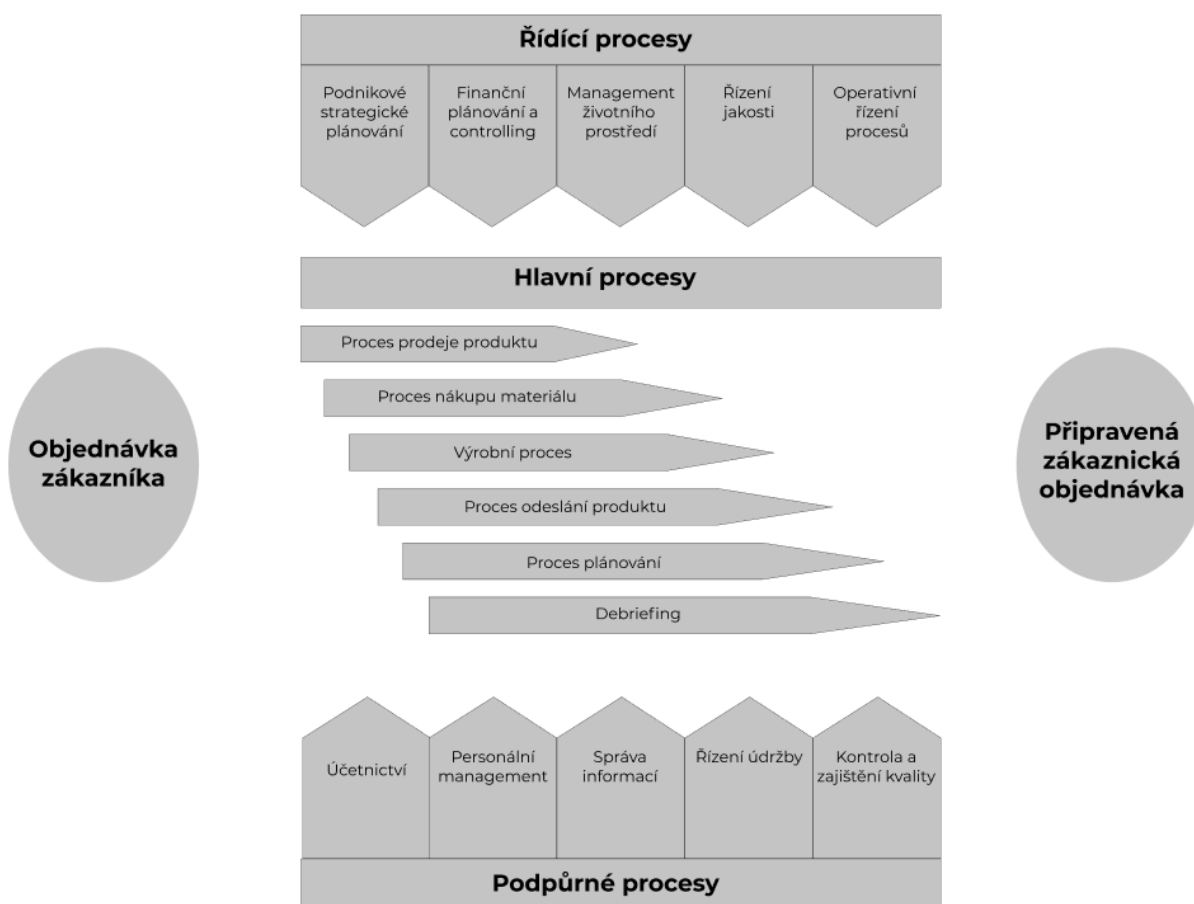 Řídící procesy
Podnikové
strategické
plánování
Finanční
plánování a
controlling
Management
životního
prostředí
Řízení
jakosti
Operativní
řízení
procesů
Hlavní procesy
Proces prodeje produktu
Proces nákupu materiálu
Výrobní proces
Proces odeslání produktu
Proces plánování
Debriefing
Objednávka
zákazníka
Připravená
zákaznická
objednávka
Účetnictví
Personální
management
Správa
informací
Řízení údržby
Kontrola a
zajištění kvality
Podpůrné procesy